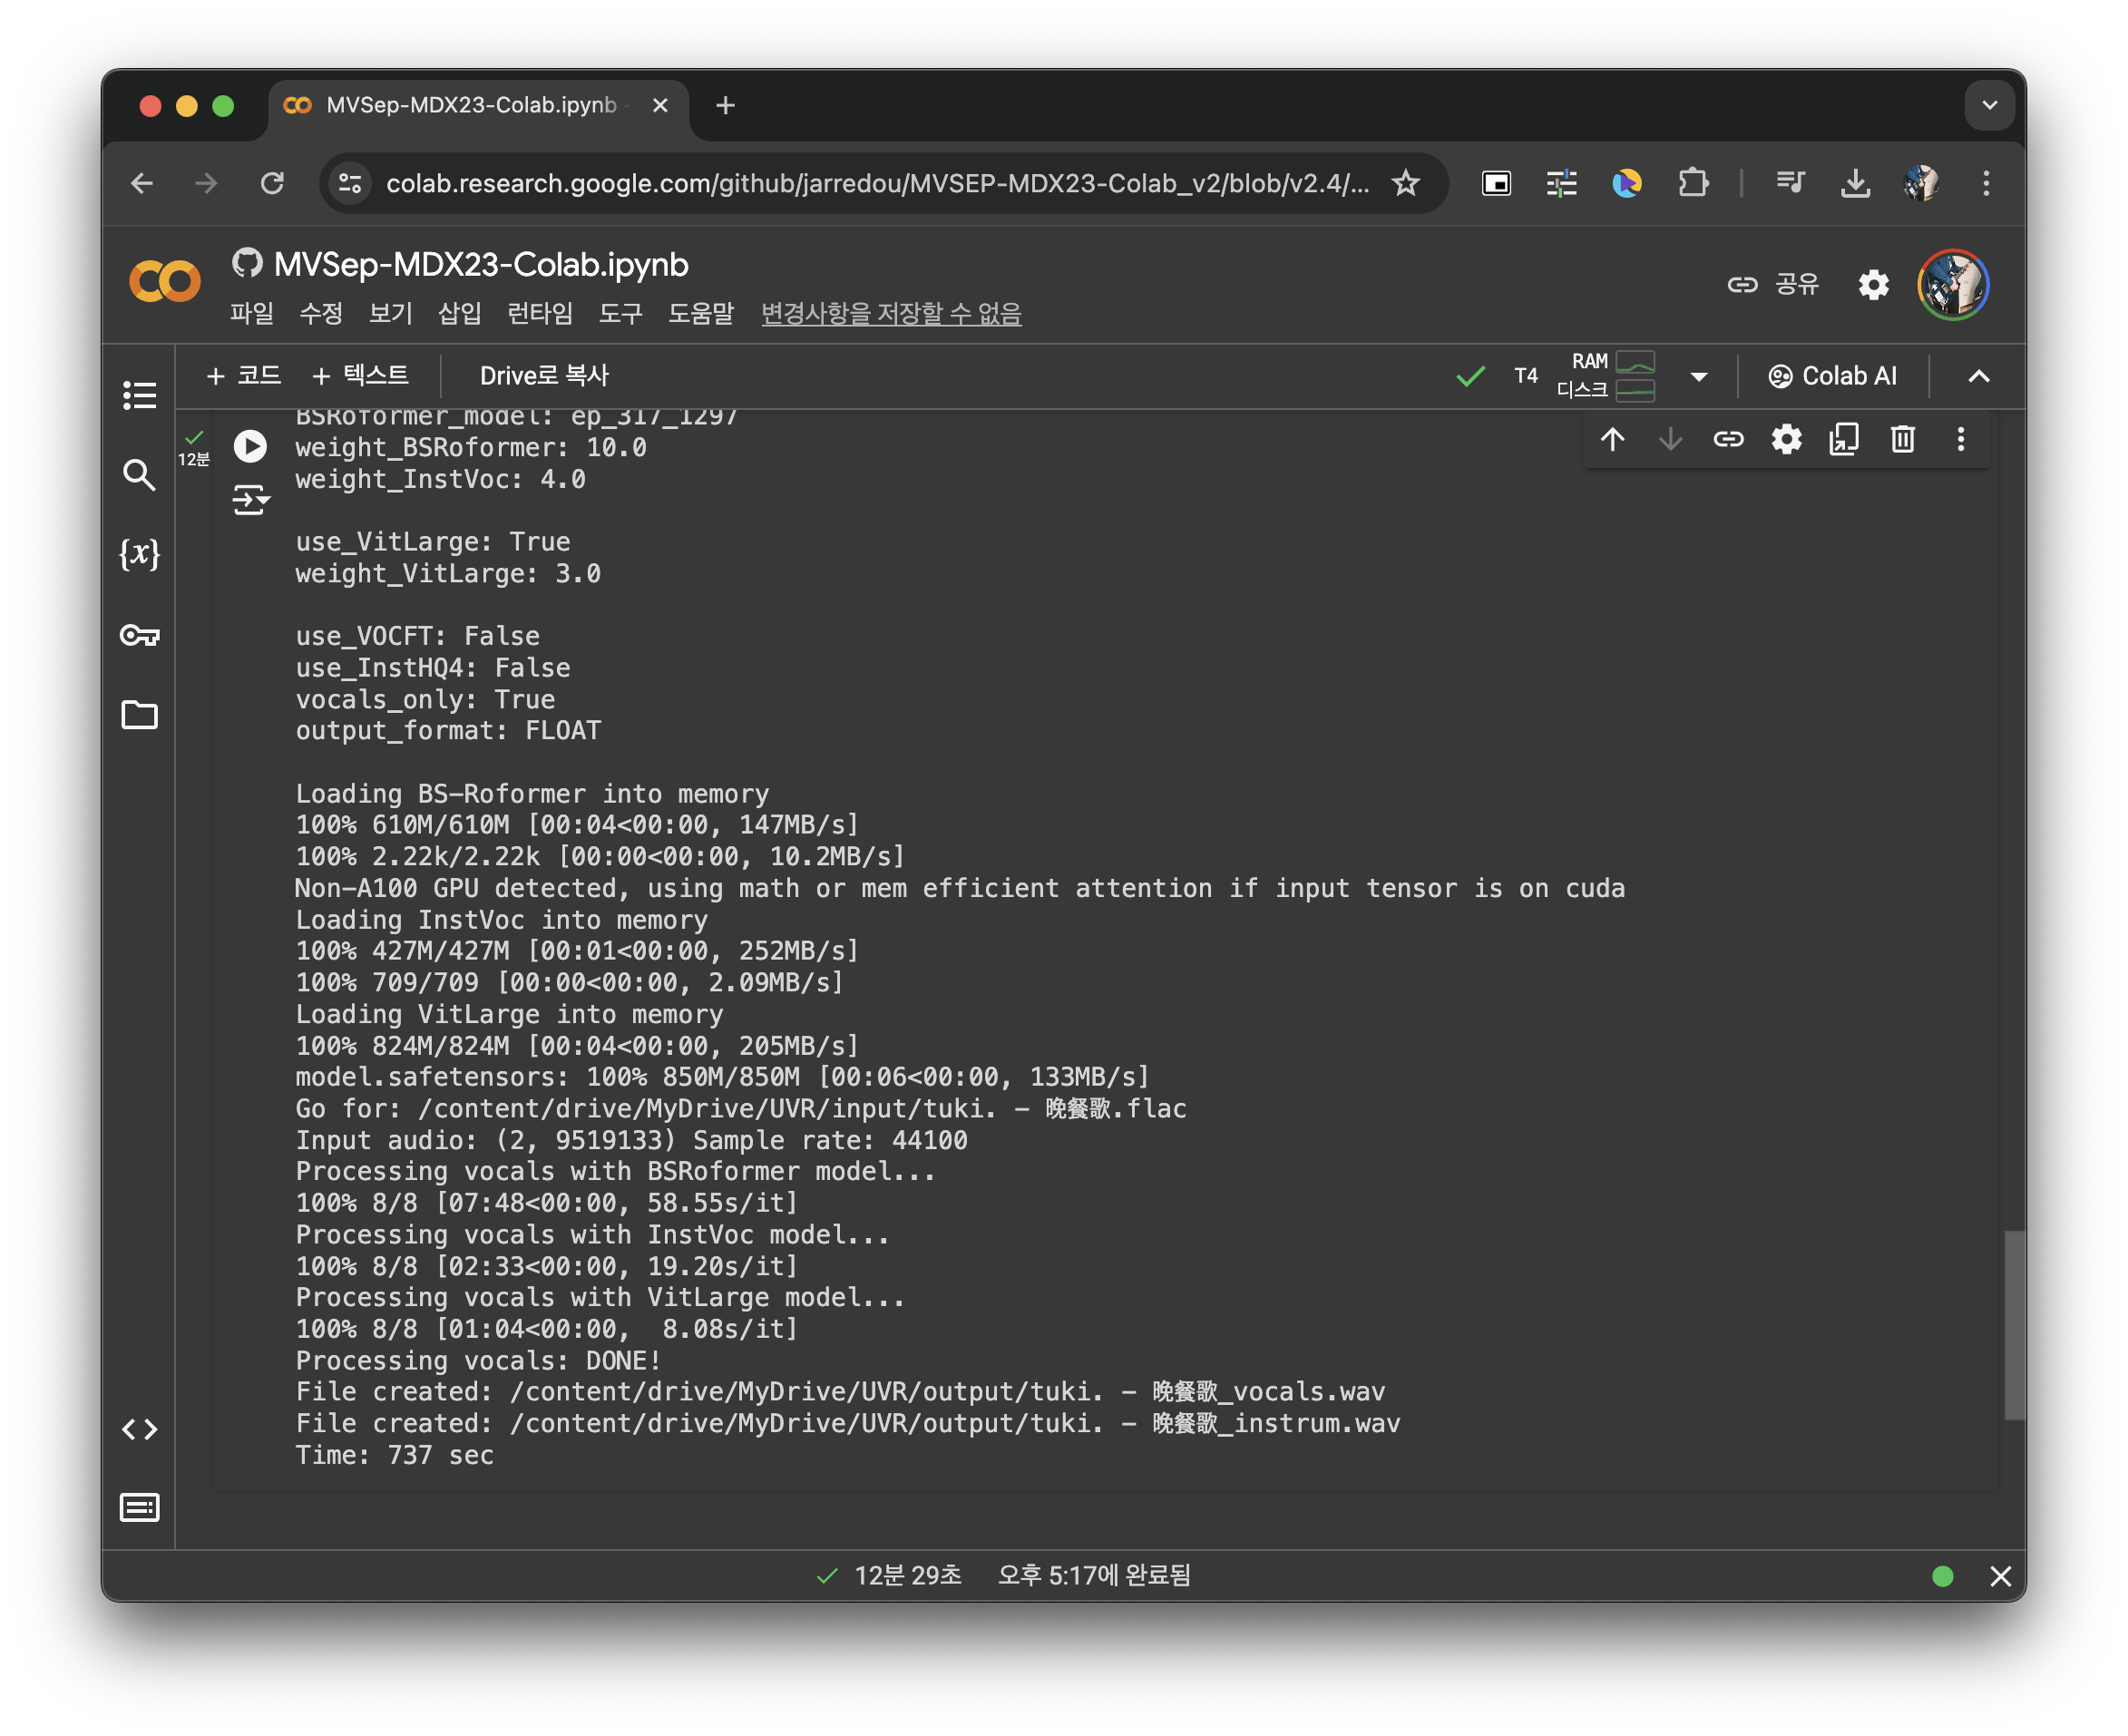 MVSep-MDX23-Colab.ipynb -
colab.research.google.com/github/jarredou/MVSEP-MDX23-Colab_v2/blob/v2.4/...
MVSep-MDX23-Colab.ipynb
파일 수정 보기 삽입 런타임 도구 도움말 변경사항을 저장할 수 없음
공유
+ 코드 + 텍스트 Drive로 복사
T4 RAM 디스크 Colab AI
BSRoformer_model: ep_317_1297
12분
weight_BSRoformer: 10.0
weight_InstVoc: 4.0
use_VitLarge: True
{x}
weight_VitLarge: 3.0
use_VOCFT: False
use_InstHQ4: False
vocals_only: True
output_format: FLOAT
Loading BS-Roformer into memory
100% 610M/610M [00:04<00:00, 147MB/s]
100% 2.22k/2.22k [00:00<00:00, 10.2MB/s]
Non-A100 GPU detected, using math or mem efficient attention if input tensor is on cuda
Loading InstVoc into memory
100% 427M/427M [00:01<00:00, 252MB/s]
100% 709/709 [00:00<00:00, 2.09MB/s]
Loading VitLarge into memory
100% 824M/824M [00:04<00:00, 205MB/s]
model.safetensors: 100% 850M/850M [00:06<00:00, 133MB/s]
Go for: /content/drive/MyDrive/UVR/input/tuki. - 晩餐歌.flac
Input audio: (2, 9519133) Sample rate: 44100
Processing vocals with BSRoformer model...
100% 8/8 [07:48<00:00, 58.55s/it]
Processing vocals with InstVoc model...
100% 8/8 [02:33<00:00, 19.20s/it]
Processing vocals with VitLarge model...
100% 8/8 [01:04<00:00,  8.08s/it]
Processing vocals: DONE!
File created: /content/drive/MyDrive/UVR/output/tuki. - 晩餐歌_vocals.wav
File created: /content/drive/MyDrive/UVR/output/tuki. - 晩餐歌_instrum.wav
Time: 737 sec
12분 29초 오후 5:17에 완료됨